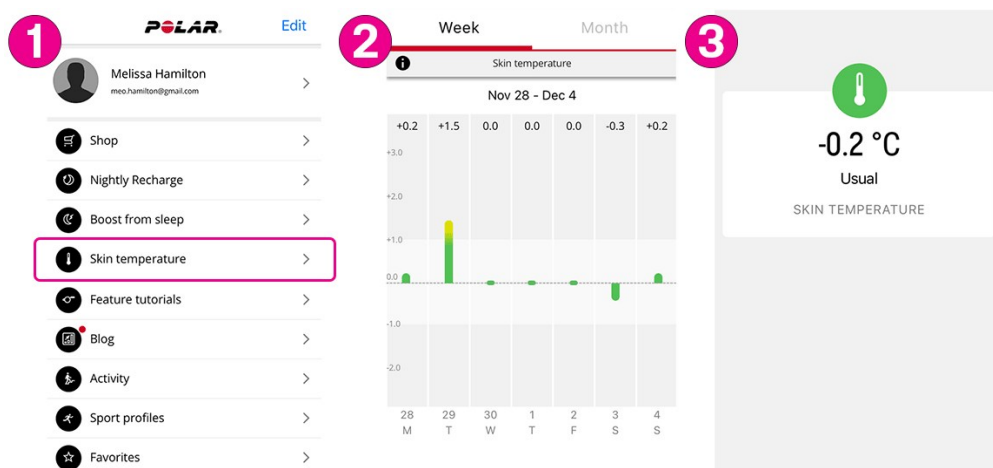 1
POLAR.
Edit
Melissa Hamilton
meo.hamilton@gmail.com
Shop
Nightly Recharge
Boost from sleep
Skin temperature
Feature tutorials
Blog
Activity
Sport profiles
Favorites
2
Week Month
Skin temperature
Nov 28 - Dec 4
+0.2 +1.5 0.0 0.0 0.0 -0.3 +0.2
+3.0
+2.0
+1.0
0.0
-1.0
-2.0
28 29 30 1 2 3 4
M T W T F S S
3
-0.2 °C
Usual
SKIN TEMPERATURE